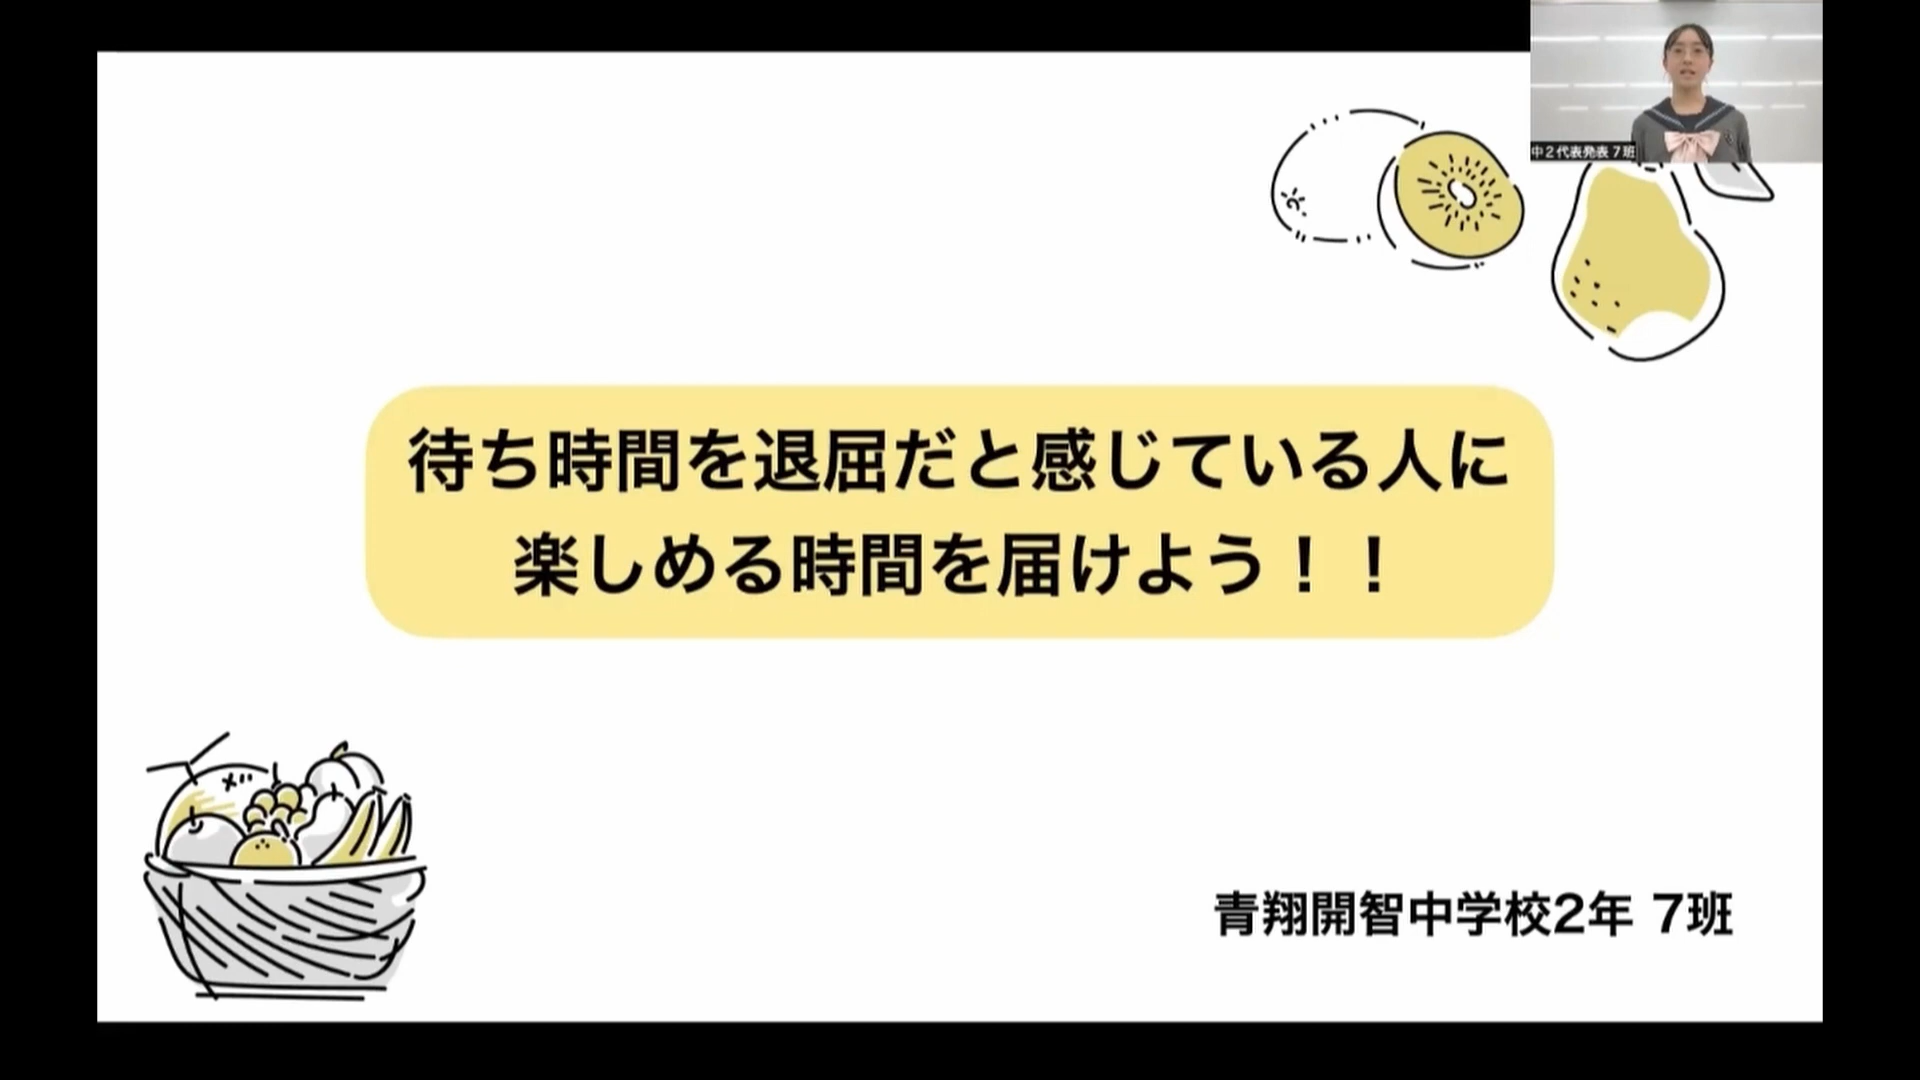 中2代表発表7班
待ち時間を退屈だと感じている人に
楽しめる時間を届けよう！！
青翔開智中学校2年 7班